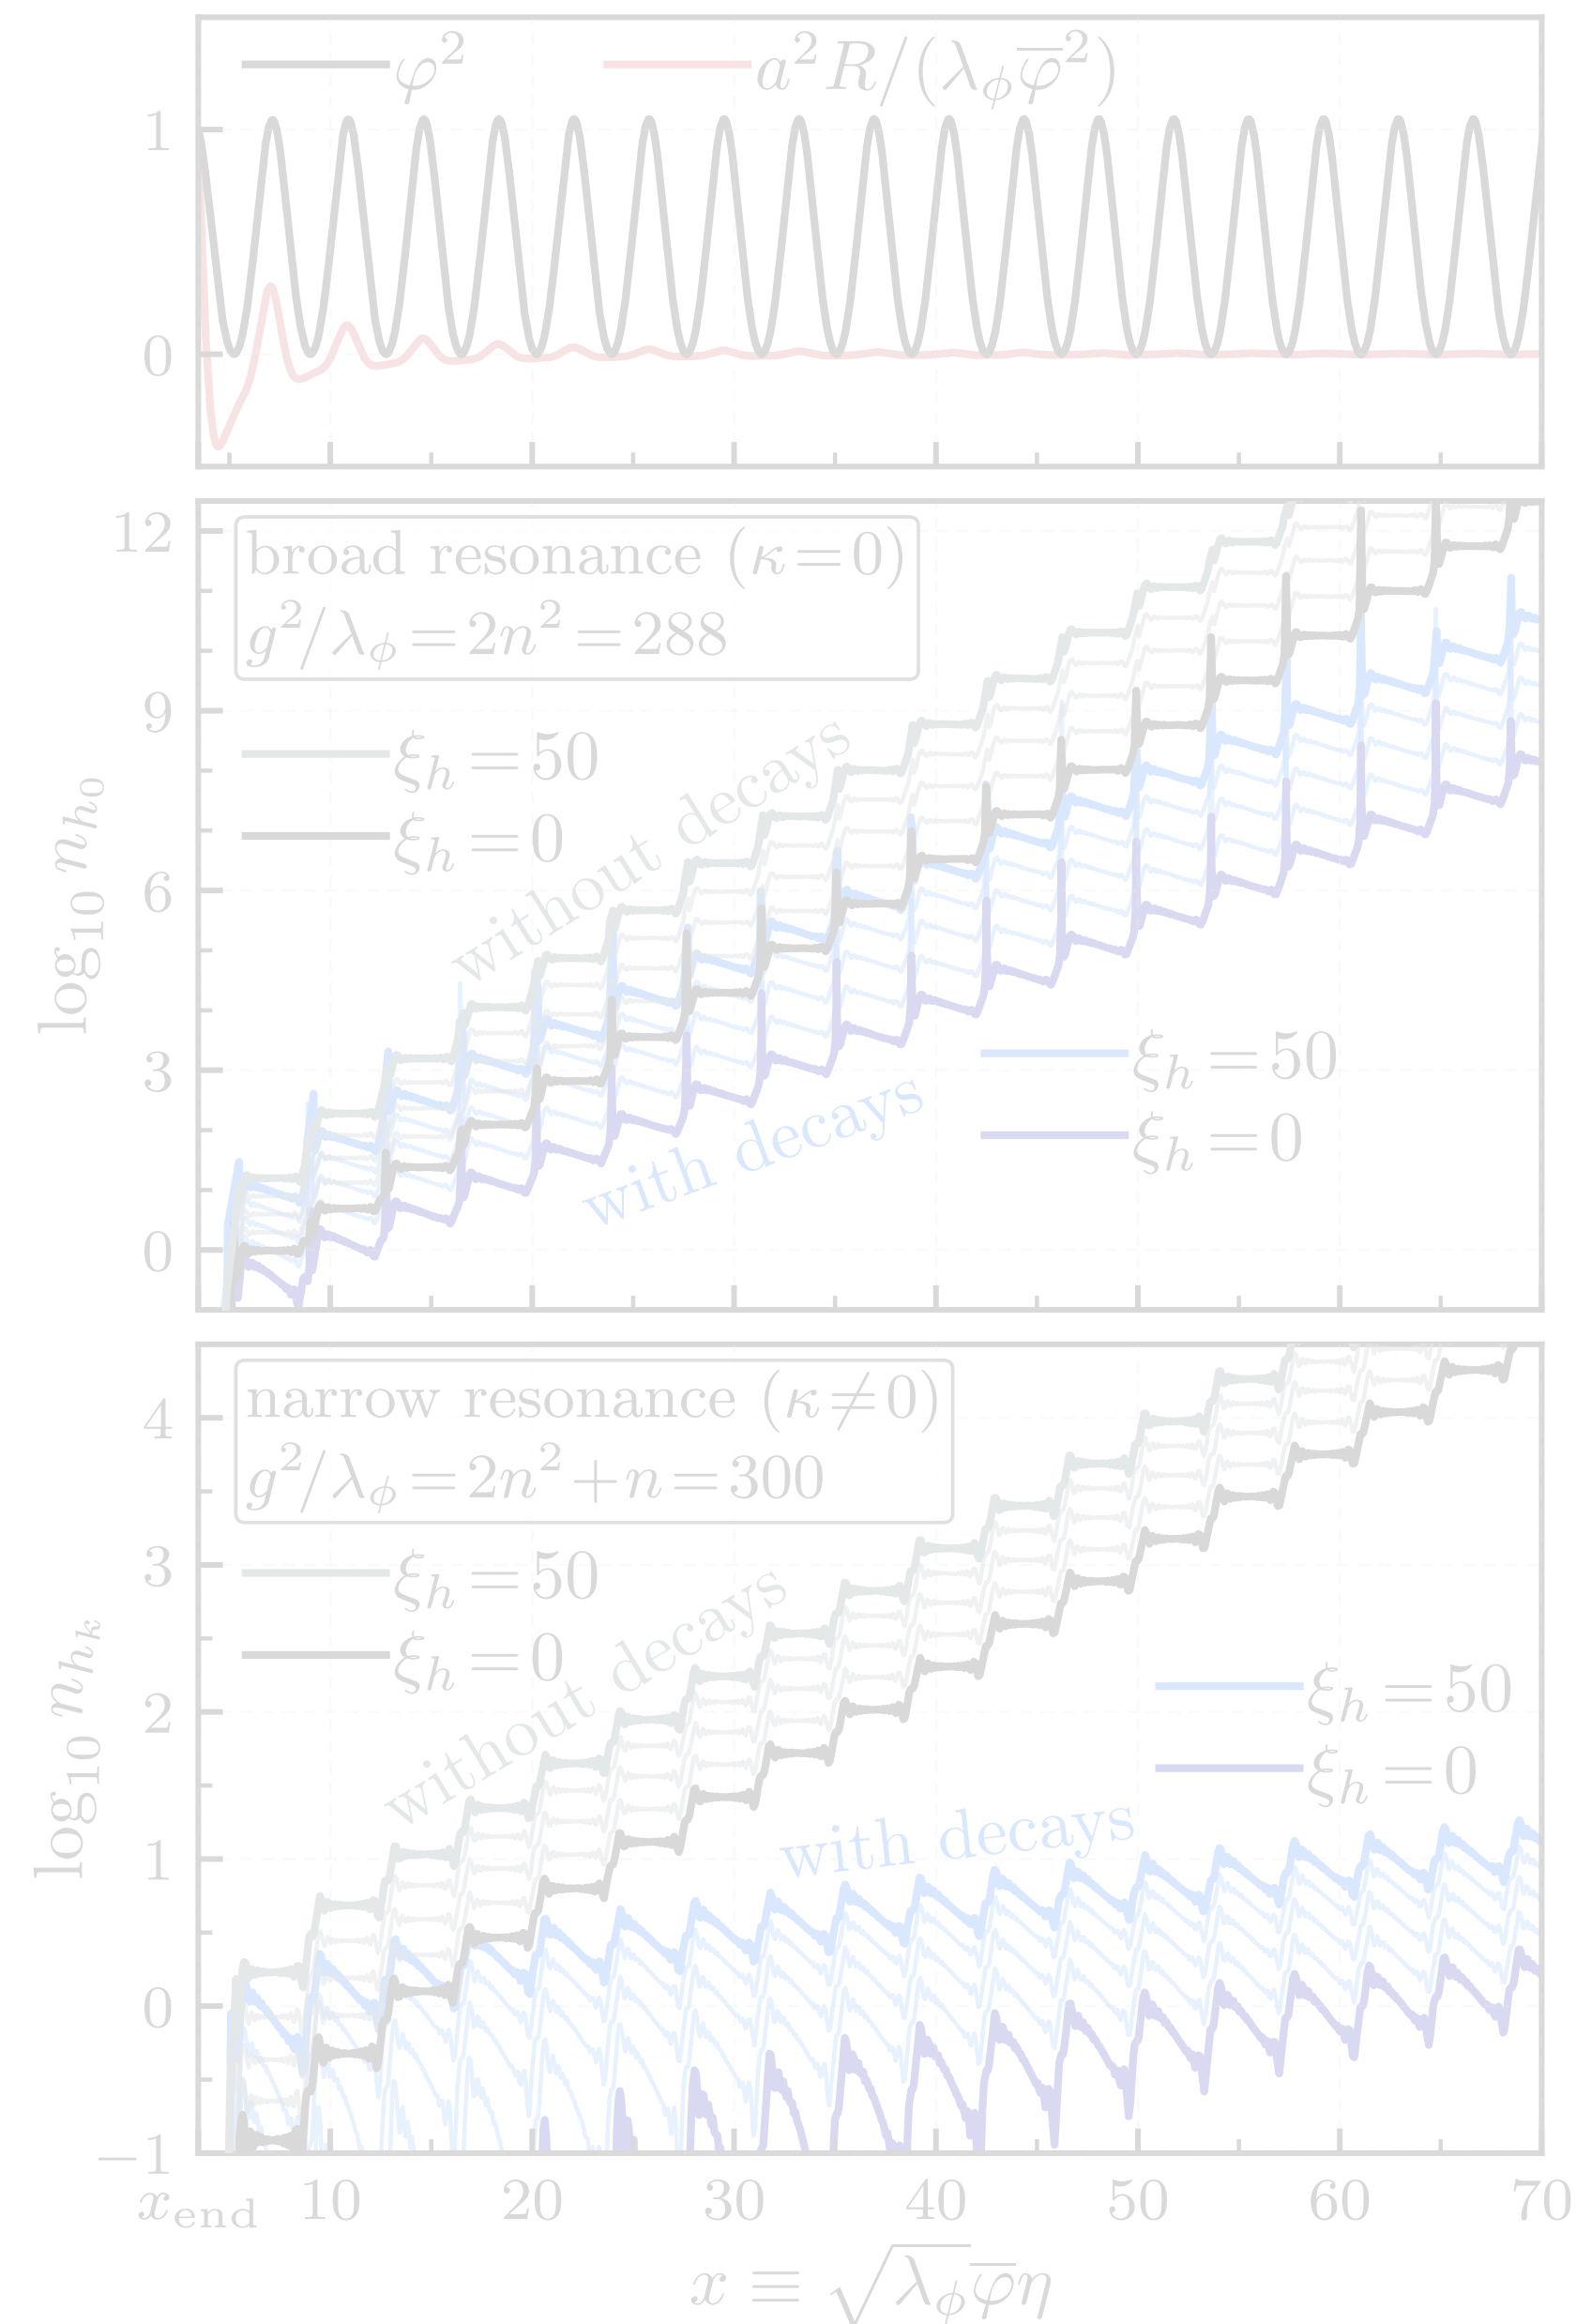 φ² a²R/(λ_ϕ φ̅²)
1
0
broad resonance (κ=0)
g²/λ_ϕ=2n²=288
ξ_h=50
ξ_h=0
without decays
with decays
ξ_h=50
ξ_h=0
12
9
6
3
0
log₁₀ n_{h₀}
narrow resonance (κ≠0)
g²/λ_ϕ=2n²+n=300
ξ_h=50
ξ_h=0
without decays
with decays
ξ_h=50
ξ_h=0
4
3
2
1
0
−1
log₁₀ n_{h_κ}
x_end 10 20 30 40 50 60 70
x ≡ √λ_ϕ φ̅η